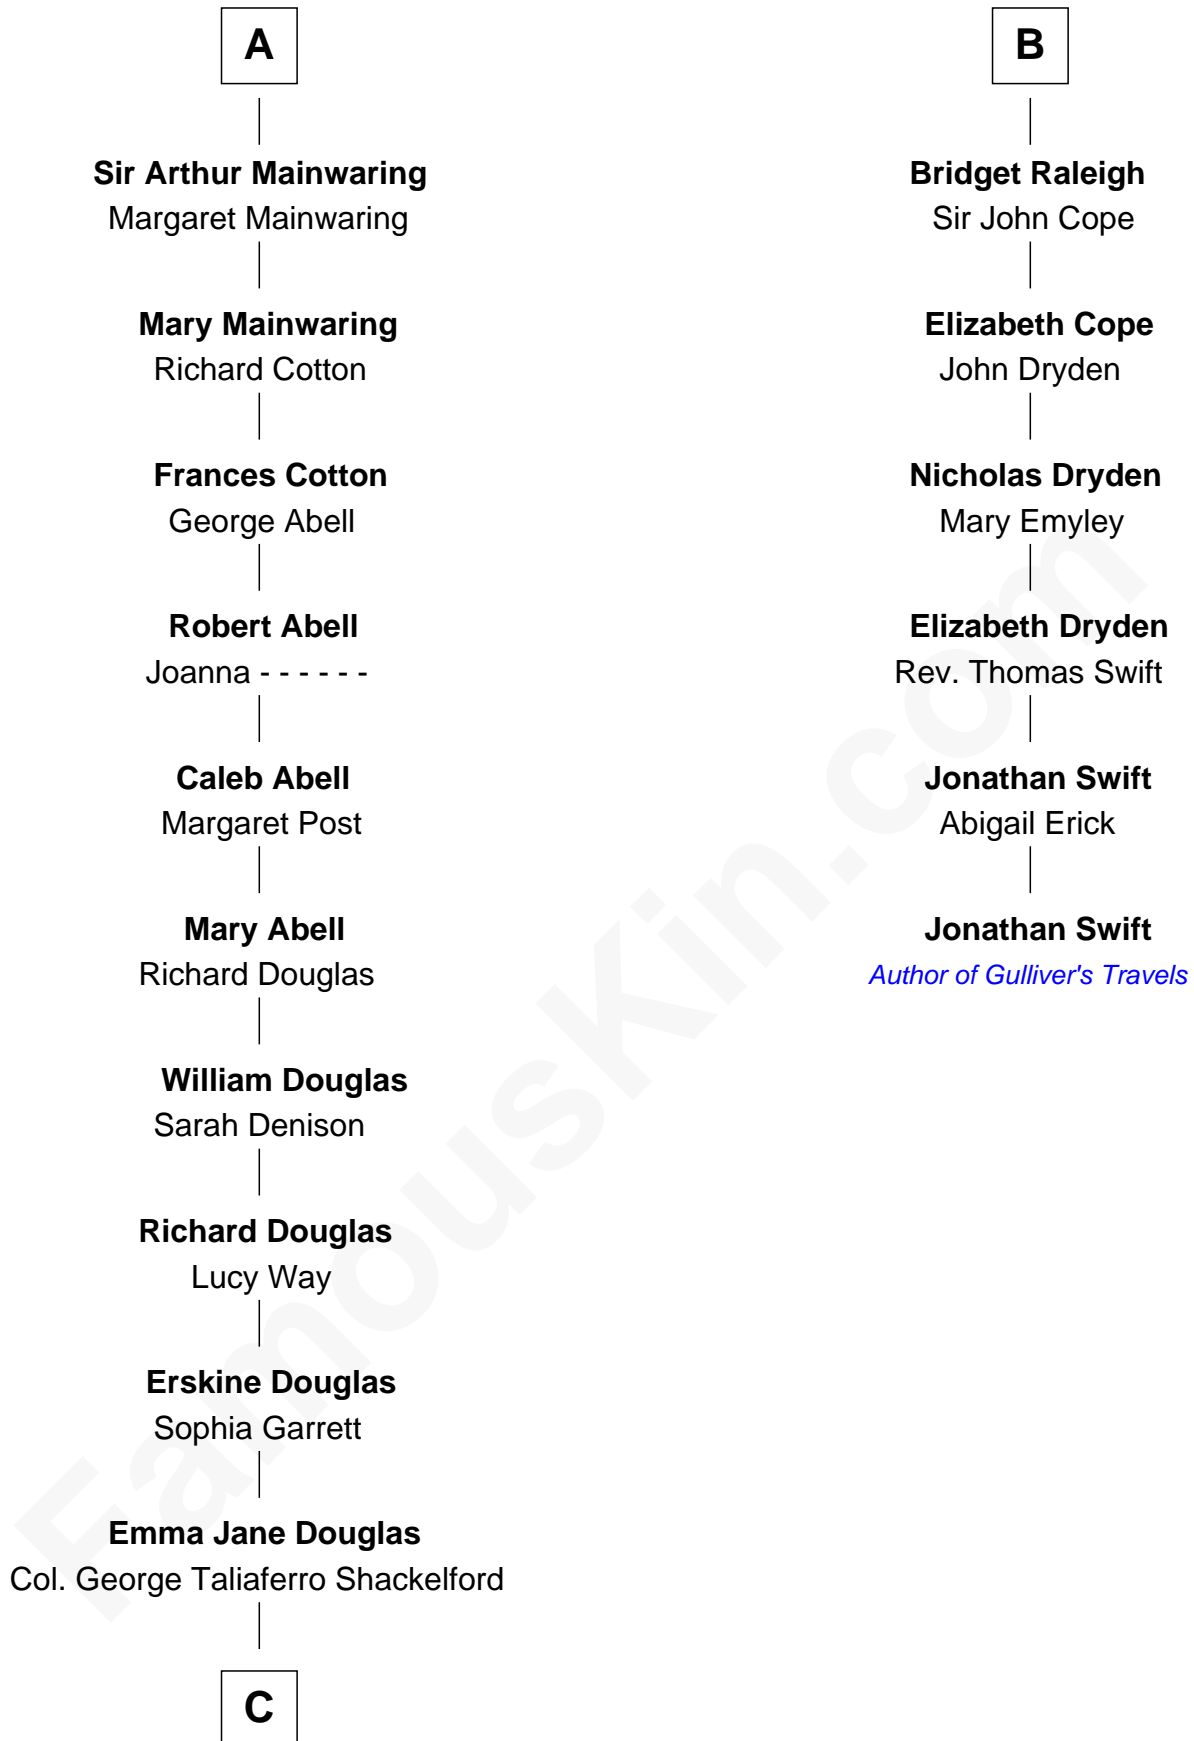 A
Sir Arthur Mainwaring
Margaret Mainwaring
Mary Mainwaring
Richard Cotton
Frances Cotton
George Abell
Robert Abell
Joanna - - - - - -
Caleb Abell
Margaret Post
Mary Abell
Richard Douglas
William Douglas
Sarah Denison
Richard Douglas
Lucy Way
Erskine Douglas
Sophia Garrett
Emma Jane Douglas
Col. George Taliaferro Shackelford
C
B
Bridget Raleigh
Sir John Cope
Elizabeth Cope
John Dryden
Nicholas Dryden
Mary Emyley
Elizabeth Dryden
Rev. Thomas Swift
Jonathan Swift
Abigail Erick
Jonathan Swift
Author of Gulliver's Travels
FamousKin.com